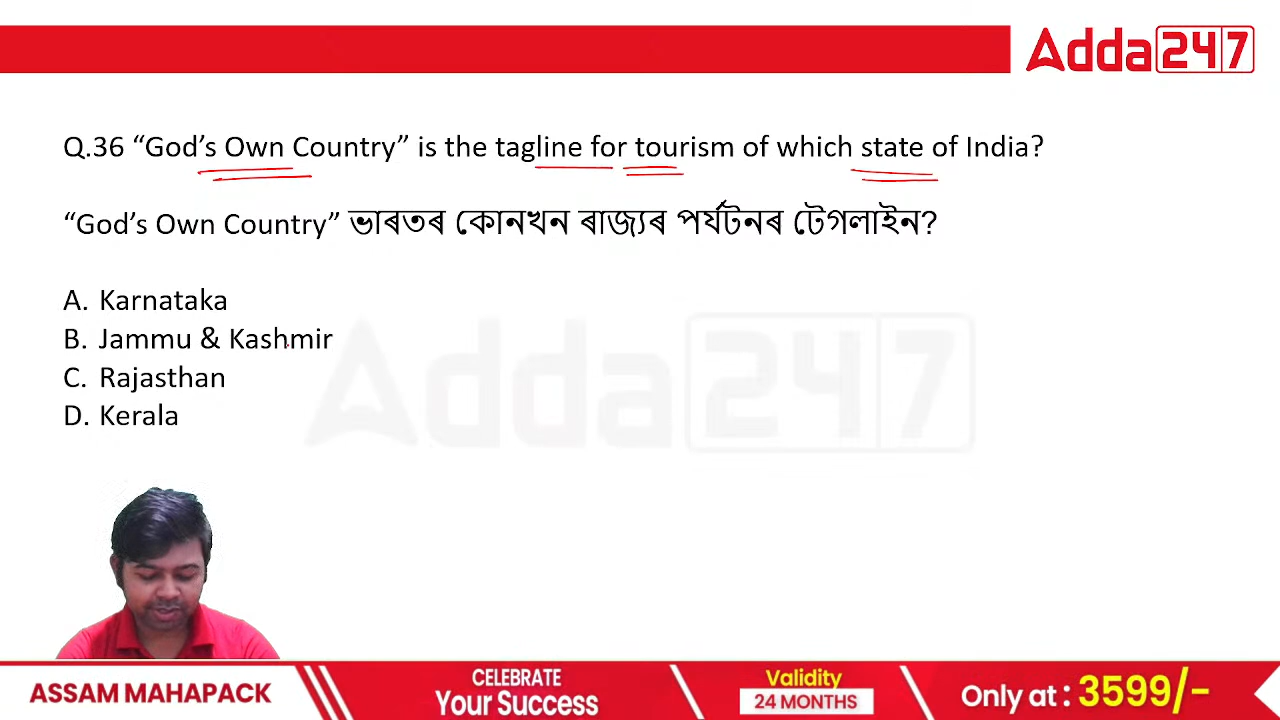 Adda247
Q.36 “God’s Own Country” is the tagline for tourism of which state of India?
“God’s Own Country” ভাৰতৰ কোনখন ৰাজ্যৰ পৰ্যটনৰ টেগলাইন?
A. Karnataka
B. Jammu & Kashmir
C. Rajasthan
D. Kerala
Adda247
ASSAM MAHAPACK
CELEBRATE
Your Success
Validity
24 MONTHS
Only at : 3599/-